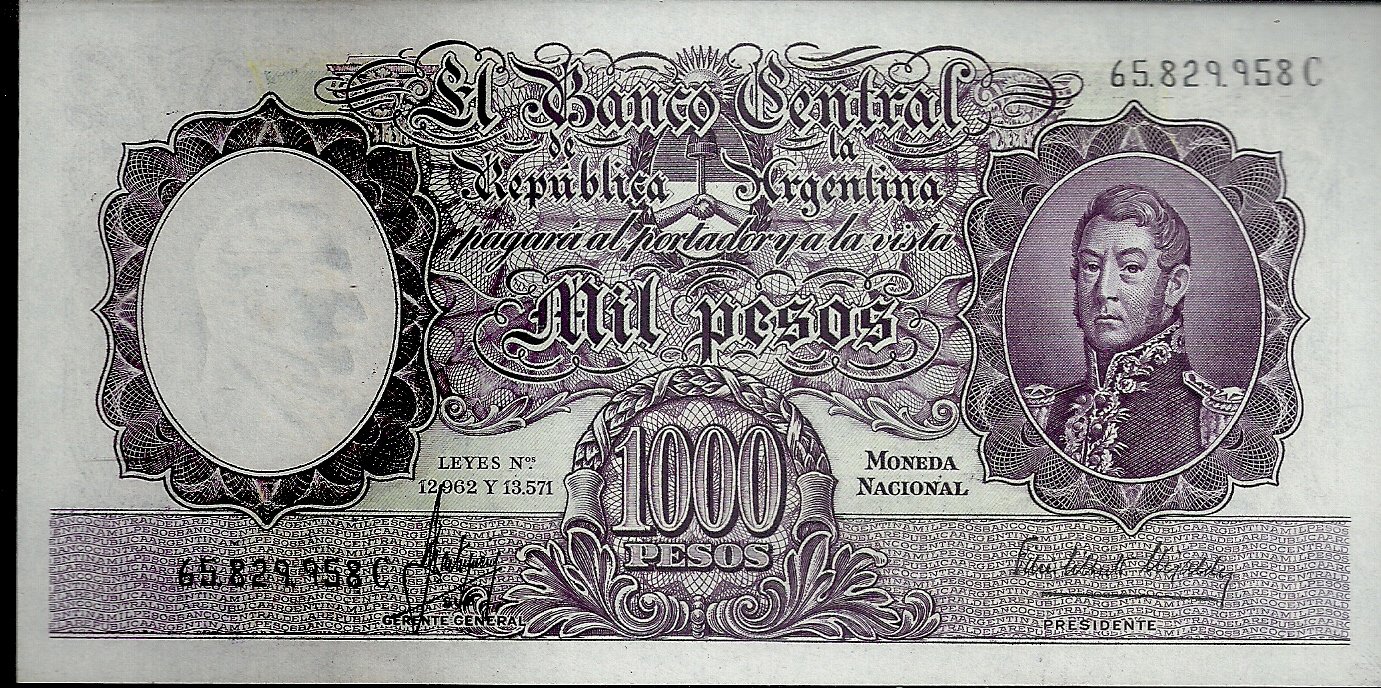 65.829.958 C
El Banco Central
de la
República Argentina
pagará al portador y a la vista
Mil pesos
LEYES Nos.
12.962 Y 13.571
1000
PESOS
MONEDA
NACIONAL
65.829.958 C
GERENTE GENERAL
PRESIDENTE